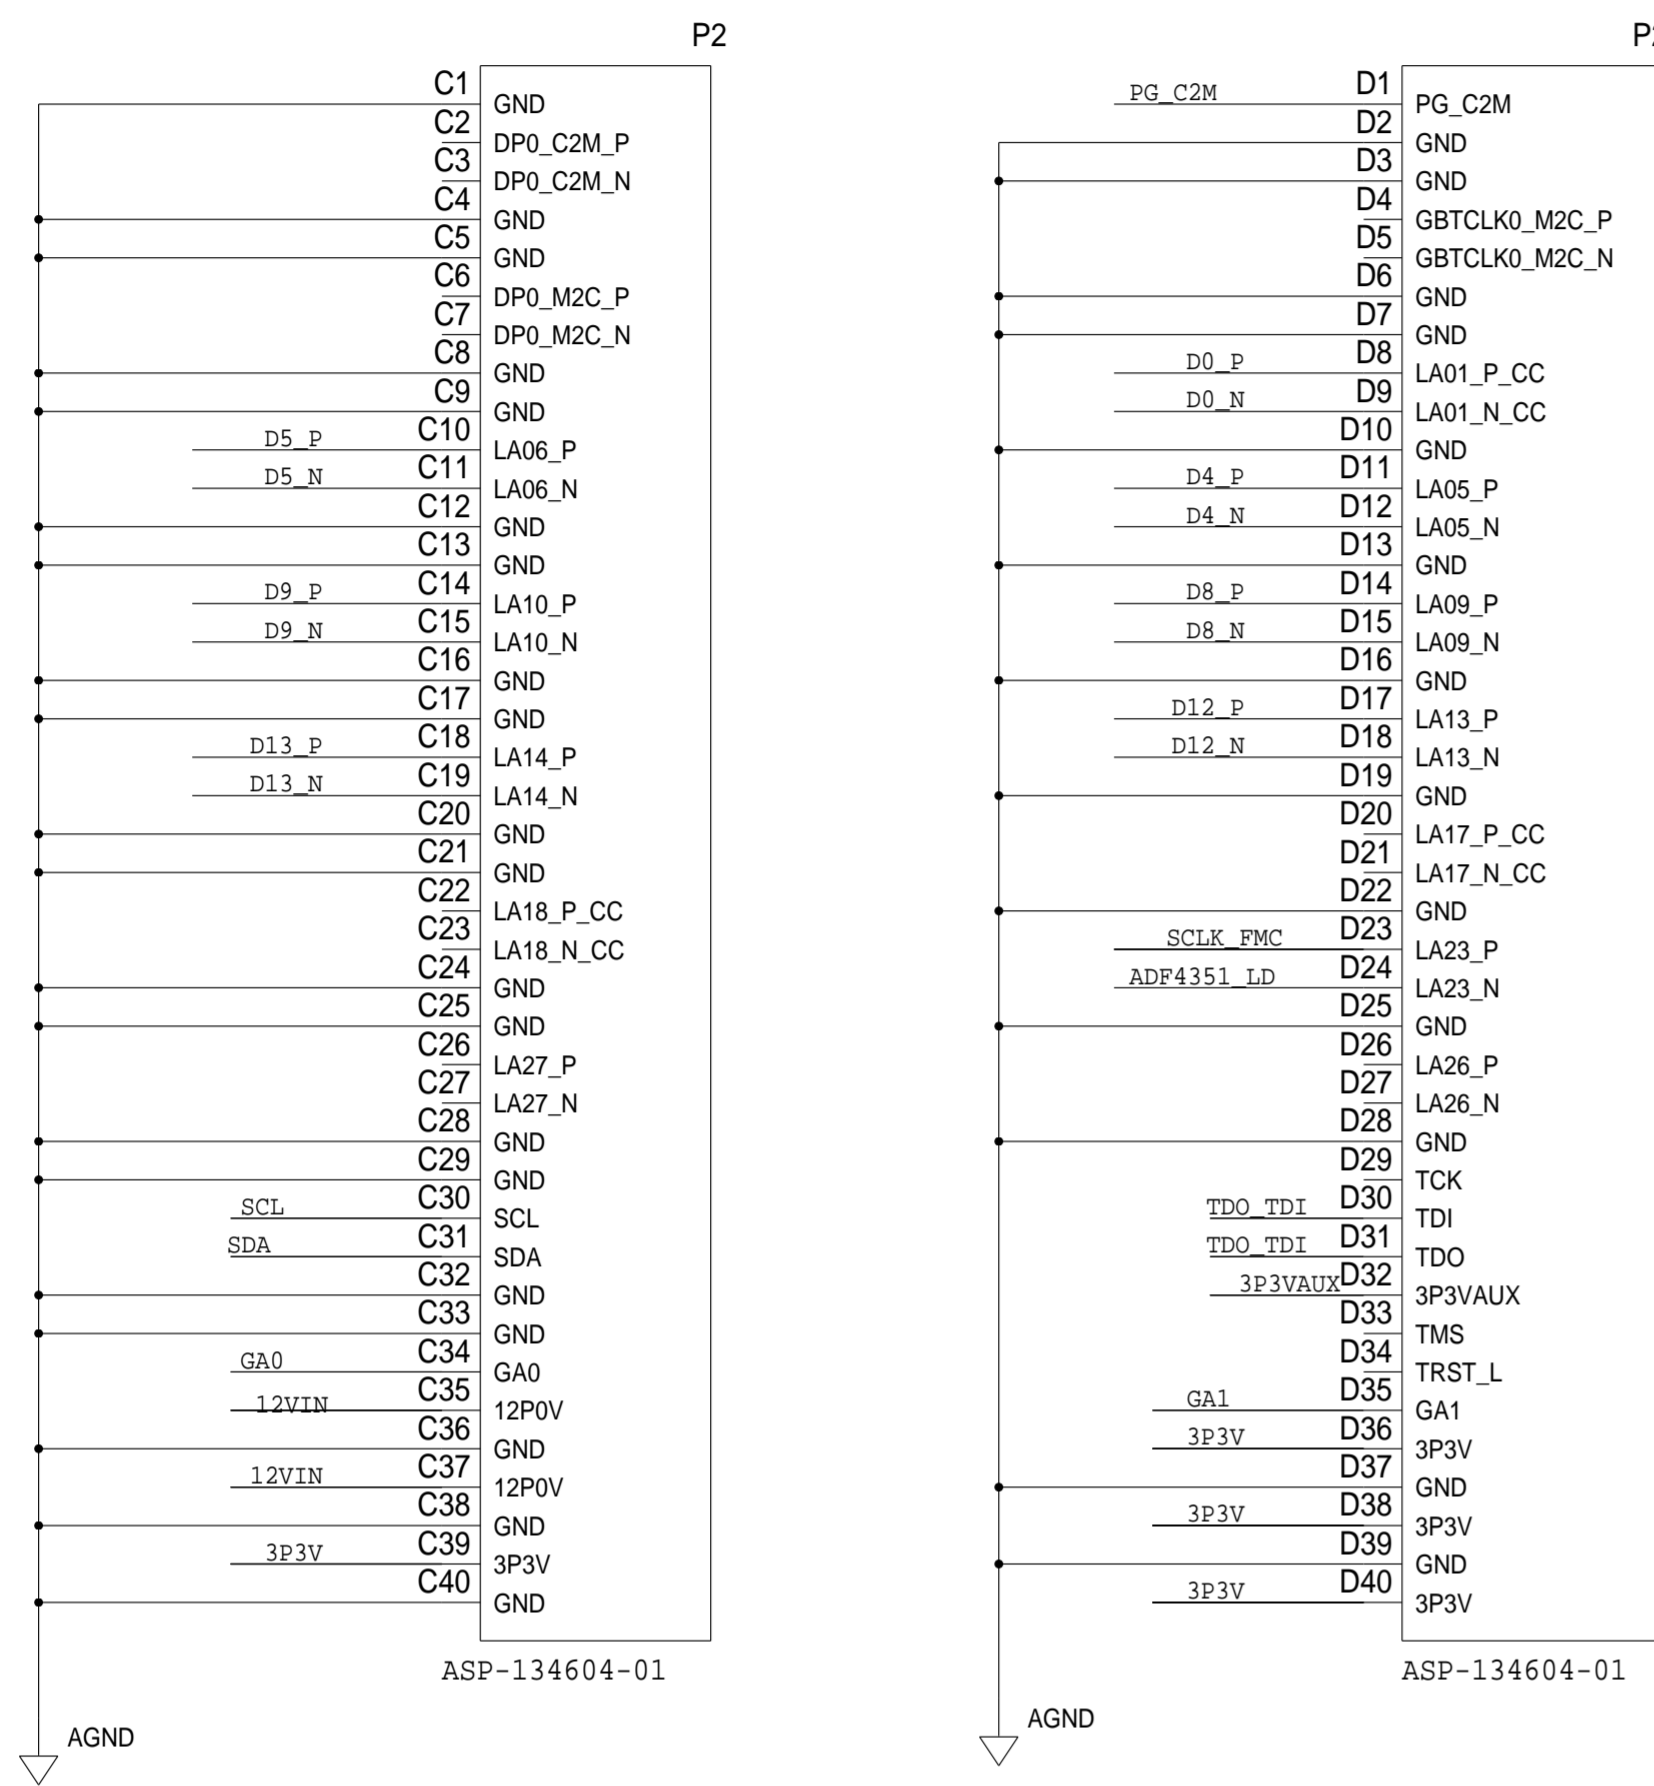 P2
C1
GND
C2
DP0_C2M_P
C3
DP0_C2M_N
C4
GND
C5
GND
C6
DP0_M2C_P
C7
DP0_M2C_N
C8
GND
C9
GND
D5_P C10
LA06_P
D5_N C11
LA06_N
C12
GND
C13
GND
D9_P C14
LA10_P
D9_N C15
LA10_N
C16
GND
C17
GND
D13_P C18
LA14_P
D13_N C19
LA14_N
C20
GND
C21
GND
C22
LA18_P_CC
C23
LA18_N_CC
C24
GND
C25
GND
C26
LA27_P
C27
LA27_N
C28
GND
C29
GND
SCL C30
SCL
SDA C31
SDA
C32
GND
C33
GND
GA0 C34
GA0
12VIN C35
12P0V
C36
GND
12VIN C37
12P0V
C38
GND
3P3V C39
3P3V
C40
GND
ASP-134604-01
AGND
P2
PG_C2M D1
PG_C2M
D2
GND
D3
GND
D4
GBTCLK0_M2C_P
D5
GBTCLK0_M2C_N
D6
GND
D7
GND
D0_P D8
LA01_P_CC
D0_N D9
LA01_N_CC
D10
GND
D4_P D11
LA05_P
D4_N D12
LA05_N
D13
GND
D8_P D14
LA09_P
D8_N D15
LA09_N
D16
GND
D12_P D17
LA13_P
D12_N D18
LA13_N
D19
GND
D20
LA17_P_CC
D21
LA17_N_CC
D22
GND
SCLK_FMC D23
LA23_P
ADF4351_LD D24
LA23_N
D25
GND
D26
LA26_P
D27
LA26_N
D28
GND
D29
TCK
TDO_TDI D30
TDI
TDO_TDI D31
TDO
3P3VAUX D32
3P3VAUX
D33
TMS
D34
TRST_L
GA1 D35
GA1
3P3V D36
3P3V
D37
GND
3P3V D38
3P3V
D39
GND
3P3V D40
3P3V
ASP-134604-01
AGND